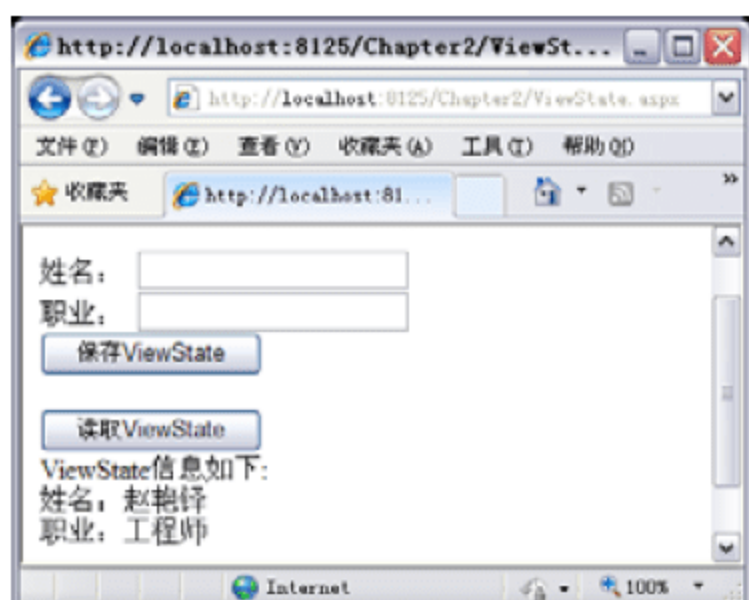 http://localhost:8125/Chapter2/ViewSt...
http://localhost:8125/Chapter2/ViewState.aspx
文件(F) 编辑(E) 查看(V) 收藏夹(A) 工具(T) 帮助(H)
收藏夹 http://localhost:81...
姓名：
职业：
保存ViewState
读取ViewState
ViewState信息如下:
姓名：赵艳铎
职业：工程师
Internet 100%